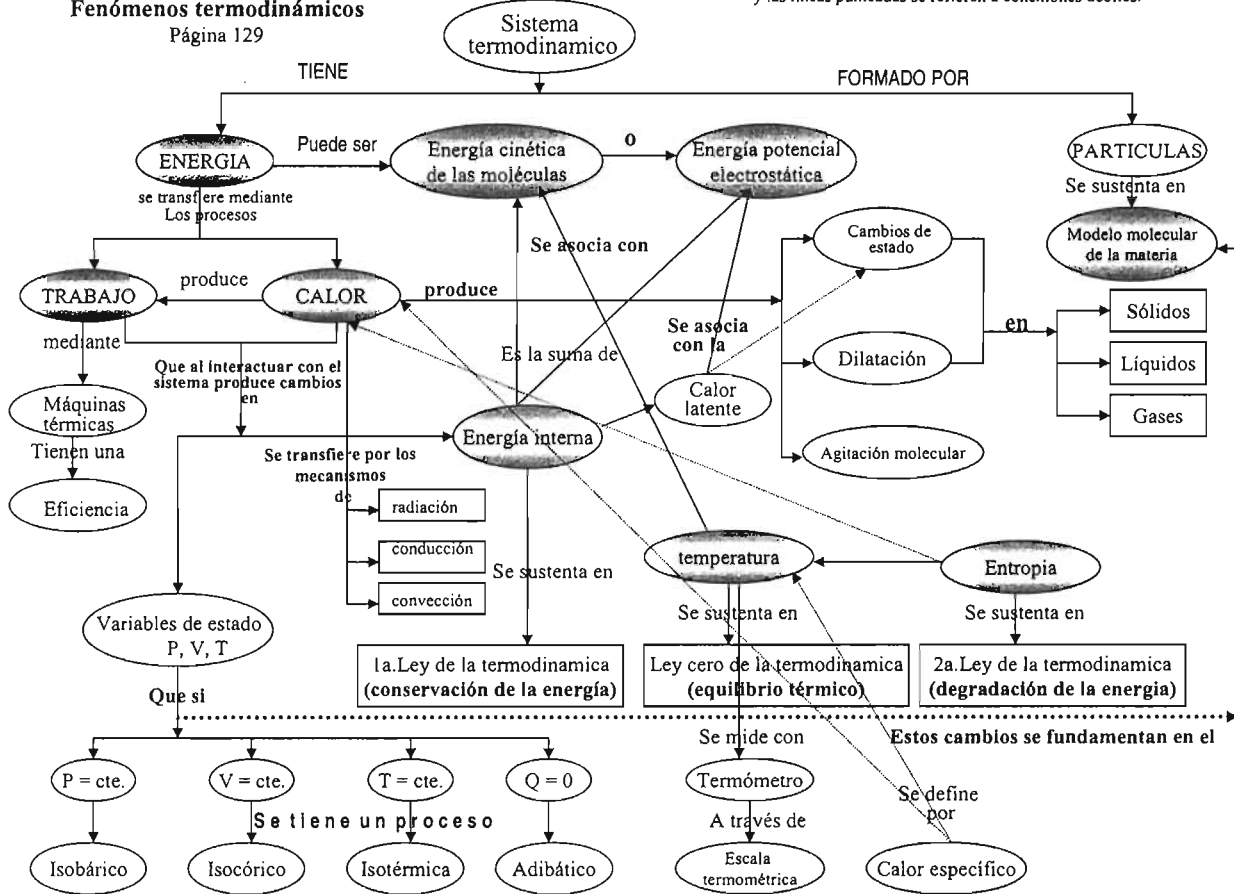 Fenómenos termodinámicos
Página 129
y las líneas punteadas se refieren a conexiones
Sistema
termodinamico
TIENE
FORMADO POR
ENERGIA
Puede ser
Energía cinética
de las moléculas
o
Energía potencial
electrostática
PARTICULAS
se transfiere mediante
Los procesos
Se sustenta en
Se asocia con
Cambios de
estado
Modelo molecular
de la materia
TRABAJO
produce
CALOR
produce
Sólidos
mediante
Se asocia
con la
en
Es la suma de
Dilatación
Líquidos
Que al interactuar con el
sistema produce cambios
en
Máquinas
térmicas
Calor
latente
Gases
Tienen una
Energía interna
Se transfiere por los
mecanismos
de
Agitación molecular
Eficiencia
radiación
conducción
convección
Se sustenta en
temperatura
Entropia
Se sustenta en
Se sustenta en
Variables de estado
P, V, T
1a.Ley de la termodinamica
(conservación de la energía)
Ley cero de la termodinamica
(equilibrio térmico)
2a.Ley de la termodinamica
(degradación de la energia)
Que si
Se mide con
Estos cambios se fundamentan en el
P = cte.
V = cte.
T = cte.
Q = 0
Termómetro
Se define
por
Se tiene un proceso
A través de
Isobárico
Isocórico
Isotérmica
Adibático
Escala
termométrica
Calor específico